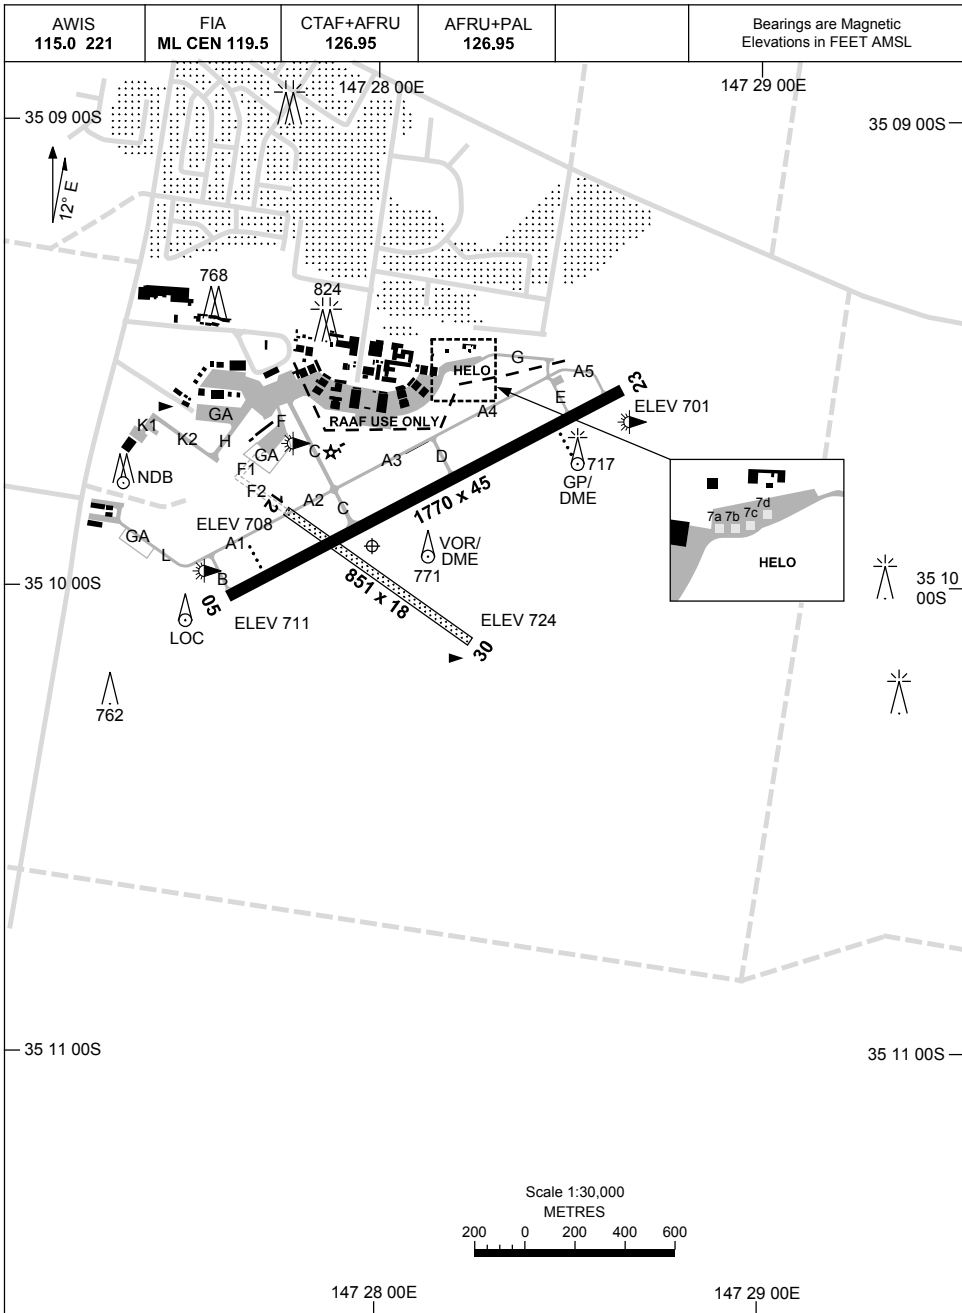 AWIS
115.0 221
FIA
ML CEN 119.5
CTAF+AFRU
126.95
AFRU+PAL
126.95
Bearings are Magnetic
Elevations in FEET AMSL
147 28 00E
147 29 00E
35 09 00S
35 09 00S
12° E
768
824
HELO
G
A5
23
E
ELEV 701
A4
RAAF USE ONLY
GA
F
K1
K2
H
GA
C
A3
D
717
GP/
DME
NDB
F1
F2
12
A2
C
1770 x 45
7a 7b 7c 7d
HELO
ELEV 708
GA
A1
L
B
VOR/
DME
771
851 x 18
05
ELEV 711
ELEV 724
30
LOC
35 10 00S
35 10
00S
762
35 11 00S
35 11 00S
Scale 1:30,000
METRES
200 0 200 400 600
147 28 00E
147 29 00E